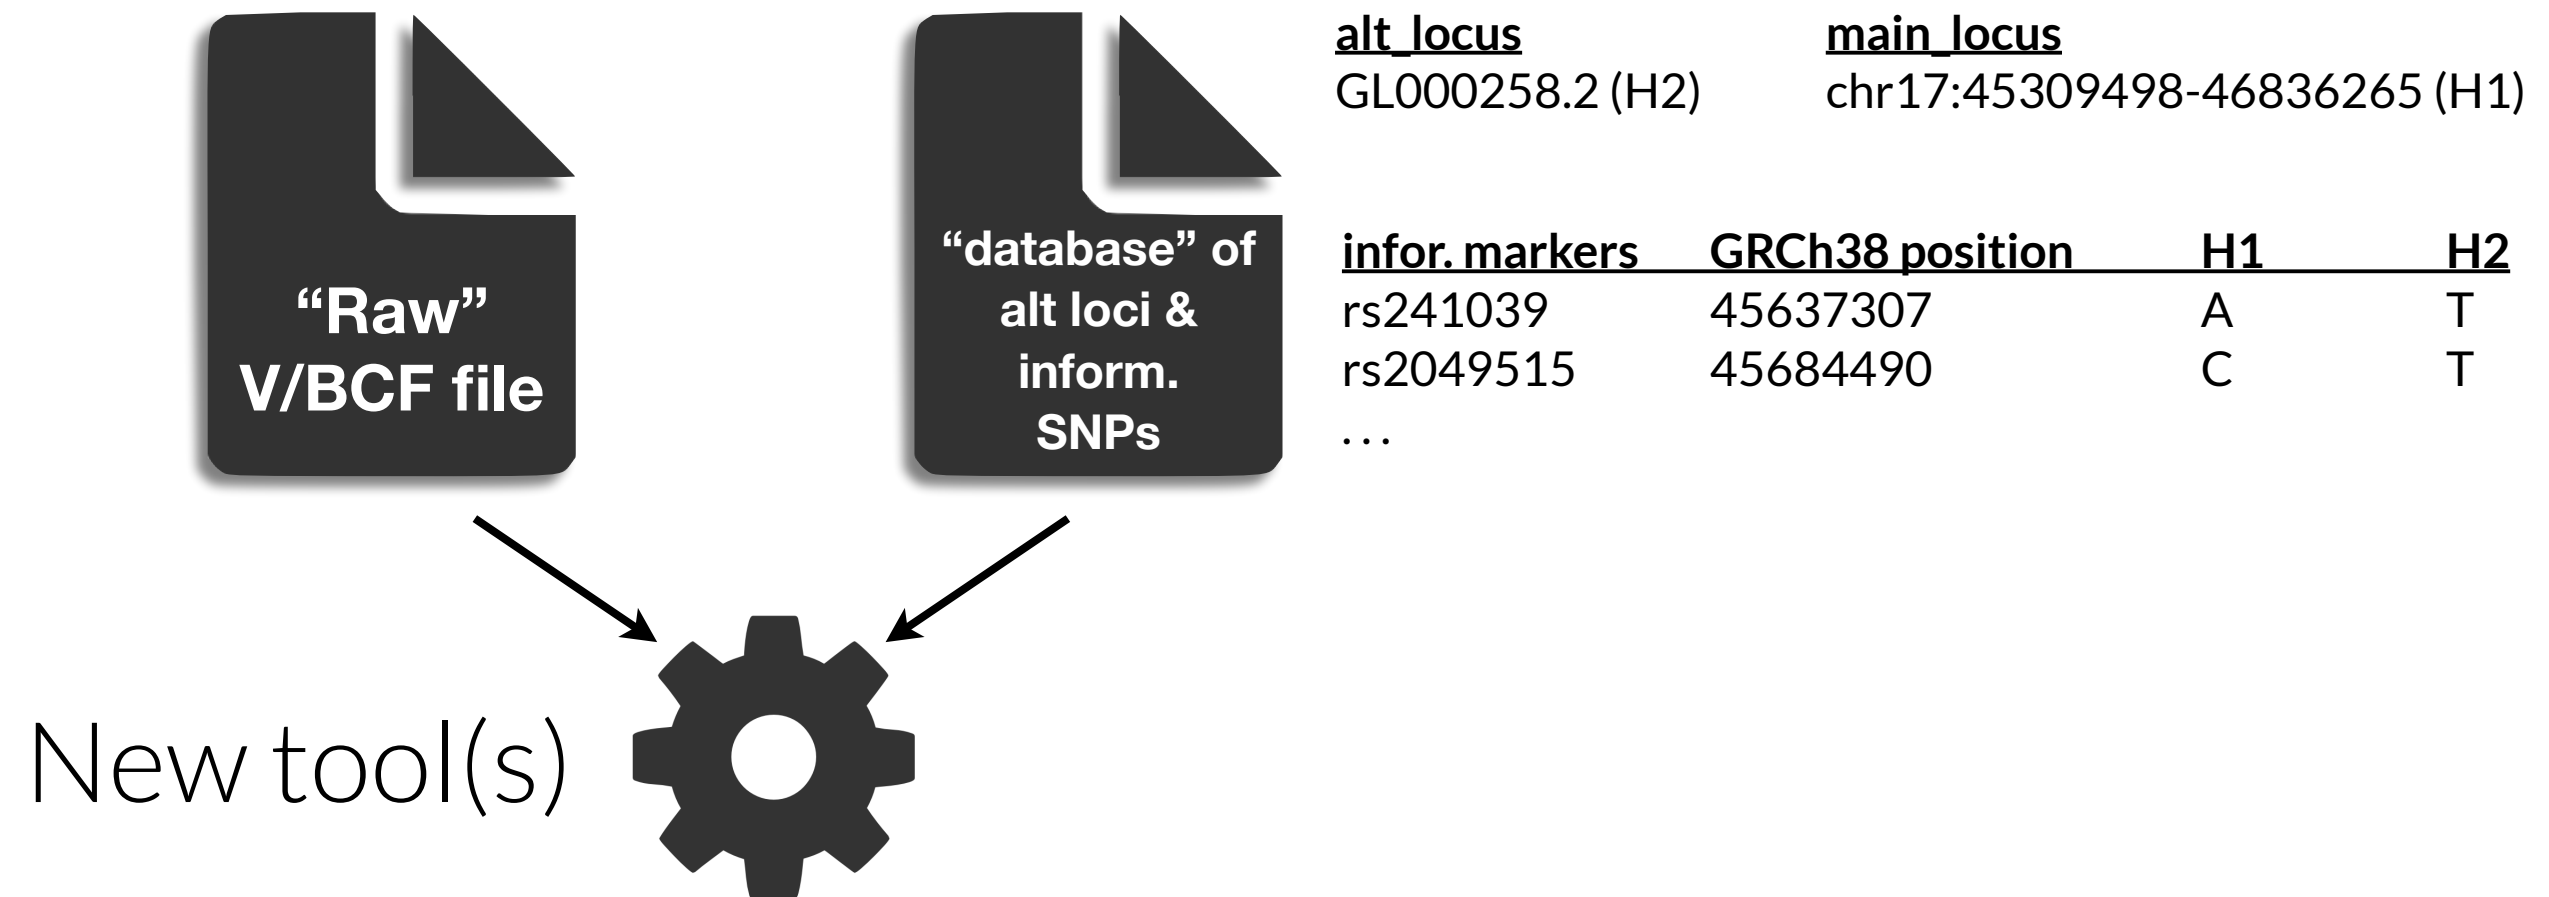 “Raw”
V/BCF file
“database” of
alt loci &
inform.
SNPs
alt_locus main_locus
GL000258.2 (H2) chr17:45309498-46836265 (H1)
infor. markers GRCh38 position H1 H2
rs241039 45637307 A T
rs2049515 45684490 C T
. . .
New tool(s)